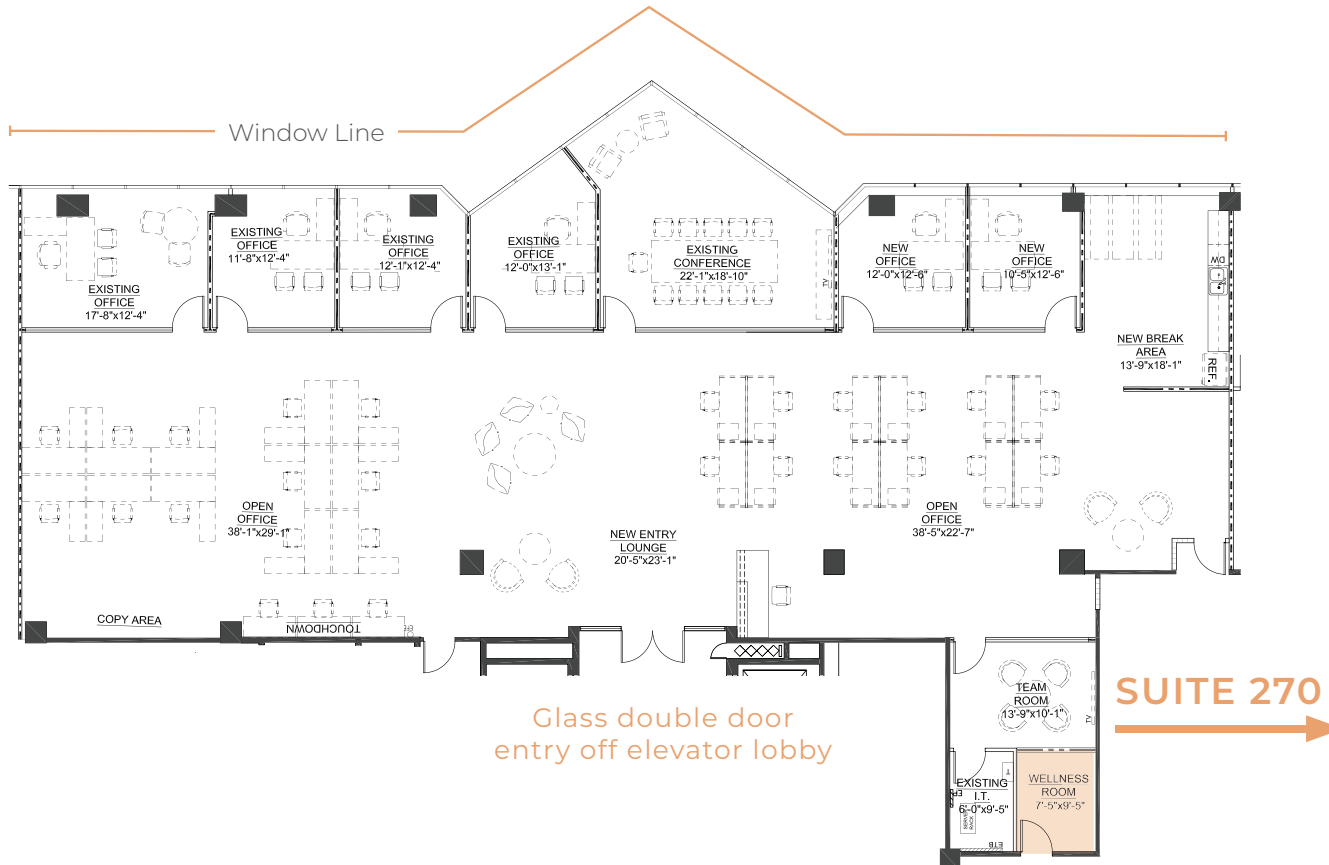 Window Line
EXISTING
OFFICE
17'-8"x12'-4"
EXISTING
OFFICE
11'-8"x12'-4"
EXISTING
OFFICE
12'-1"x12'-4"
EXISTING
OFFICE
12'-0"x13'-1"
EXISTING
CONFERENCE
22'-1"x18'-10"
TV
NEW
OFFICE
12'-0"x12'-6"
NEW
OFFICE
10'-5"x12'-6"
DW
NEW BREAK
AREA
13'-9"x18'-1"
REF.
OPEN
OFFICE
38'-1"x29'-1"
NEW ENTRY
LOUNGE
20'-5"x23'-1"
OPEN
OFFICE
38'-5"x22'-7"
COPY AREA
TOUCHDOWN
Glass double door
entry off elevator lobby
TEAM
ROOM
13'-9"x10'-1"
TV
SUITE 270
EXISTING
I.T.
6'-0"x9'-5"
T
EP
RACK
ETB
WELLNESS
ROOM
7'-5"x9'-5"